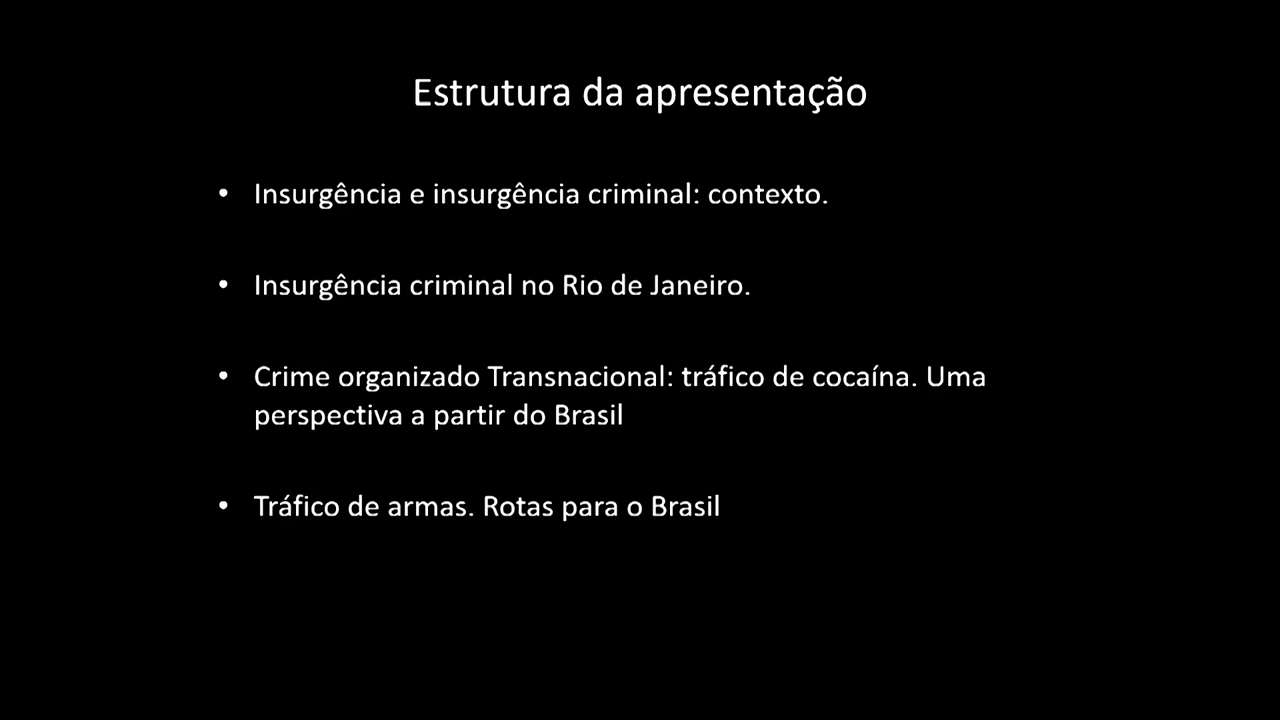 Estrutura da apresentação
• Insurgência e insurgência criminal: contexto.
• Insurgência criminal no Rio de Janeiro.
• Crime organizado Transnacional: tráfico de cocaína. Uma
perspectiva a partir do Brasil
• Tráfico de armas. Rotas para o Brasil